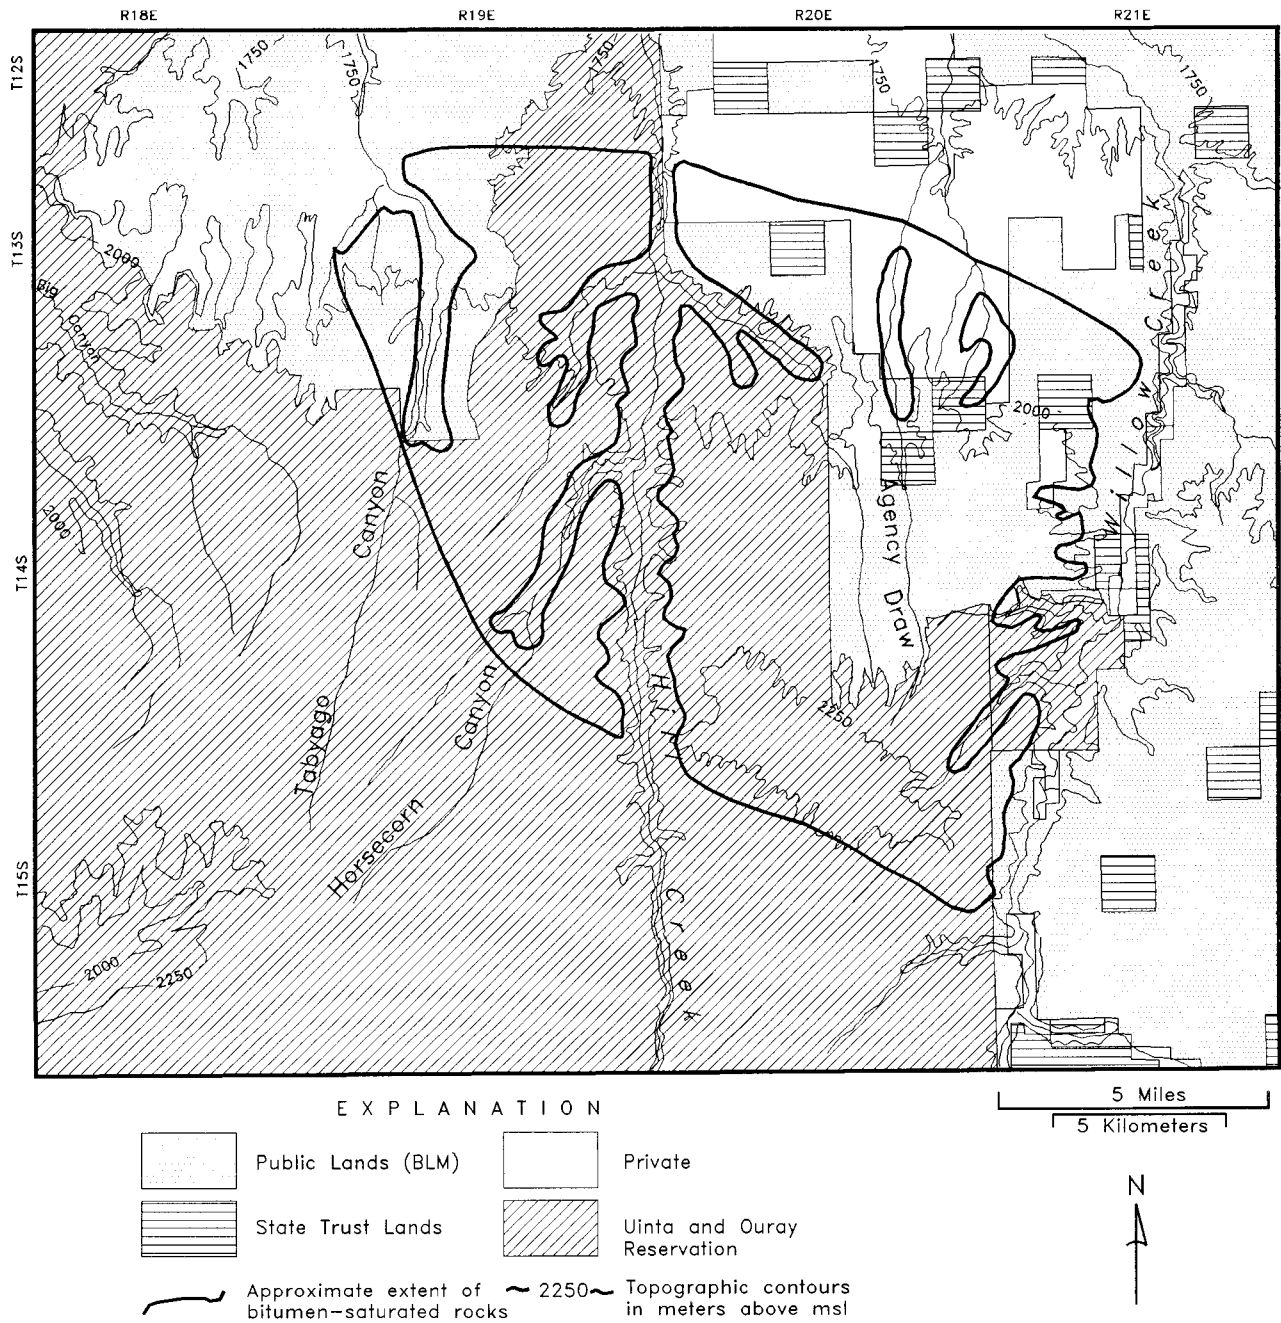 R18E R19E R20E R21E
T12S
T13S
T14S
T15S
1750
1750
1750
1750
1750
2000
Big
Canyon
2000
2000
2250
2000
2250
Tabyago Canyon
Horsecorn Canyon
Hill Creek
Agency Draw
Willow Creek
EXPLANATION
5 Miles
5 Kilometers
Public Lands (BLM)
Private
State Trust Lands
Uinta and Ouray
Reservation
Approximate extent of
bitumen-saturated rocks
2250
Topographic contours
in meters above msl
N